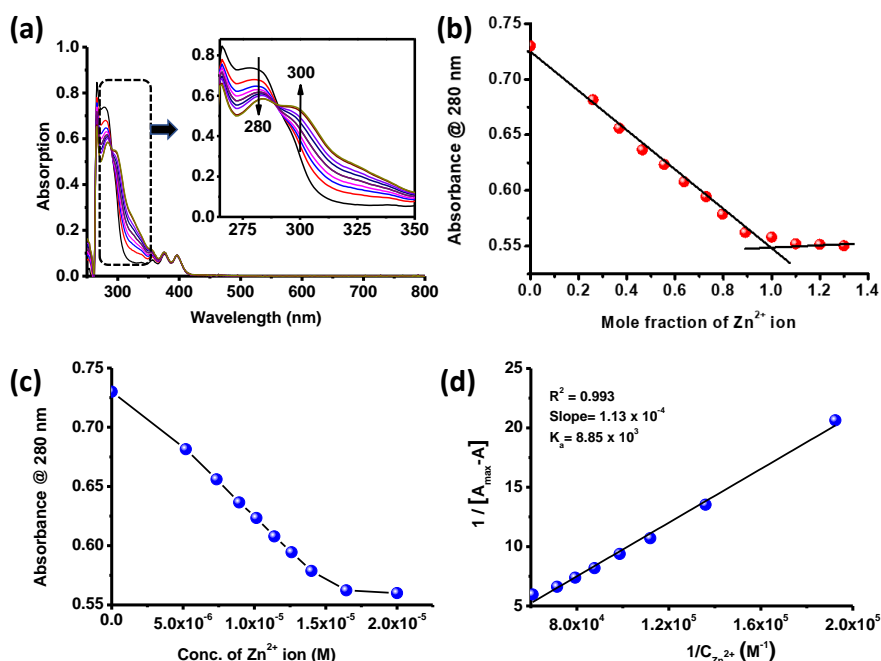 (a)
1.0
0.8
0.6
0.4
0.2
0.0
Absorption
300 400 500 600 700 800
Wavelength (nm)
0.8
0.6
0.4
0.2
0.0
275 300 325 350
300
280
(b)
0.75
0.70
0.65
0.60
0.55
Absorbance @ 280 nm
0.0 0.2 0.4 0.6 0.8 1.0 1.2 1.4
Mole fraction of Zn²⁺ ion
(c)
0.75
0.70
0.65
0.60
0.55
Absorbance @ 280 nm
0.0 5.0x10⁻⁶ 1.0x10⁻⁵ 1.5x10⁻⁵ 2.0x10⁻⁵
Conc. of Zn²⁺ ion (M)
(d)
25
20
15
10
5
1 / [Aₘₐₓ-A]
R² = 0.993
Slope= 1.13 x 10⁻⁴
Kₐ= 8.85 x 10³
8.0x10⁴ 1.2x10⁵ 1.6x10⁵ 2.0x10⁵
1/C_Zn²⁺ (M⁻¹)